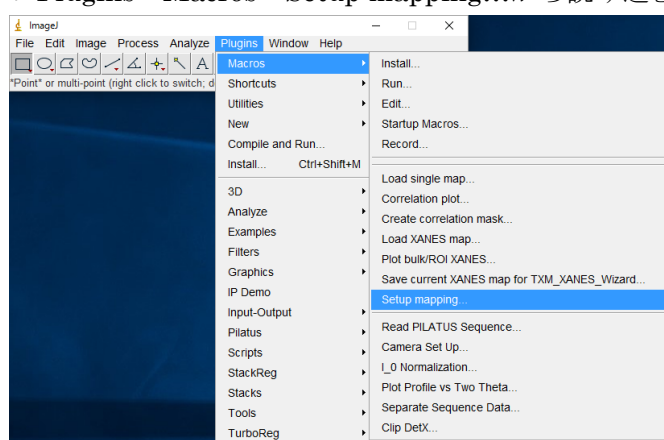 ImageJ
File Edit Image Process Analyze Plugins Window Help
"Point" or multi-point (right click to switch; d
Macros
Shortcuts
Utilities
New
Compile and Run...
Install... Ctrl+Shift+M
3D
Analyze
Examples
Filters
Graphics
IP Demo
Input-Output
Pilatus
Scripts
StackReg
Stacks
Tools
TurboReg
Install...
Run...
Edit...
Startup Macros...
Record...
Load single map...
Correlation plot...
Create correlation mask...
Load XANES map...
Plot bulk/ROI XANES...
Save current XANES map for TXM_XANES_Wizard...
Setup mapping...
Read PILATUS Sequence...
Camera Set Up...
I_0 Normalization...
Plot Profile vs Two Theta...
Separate Sequence Data...
Clip DetX...